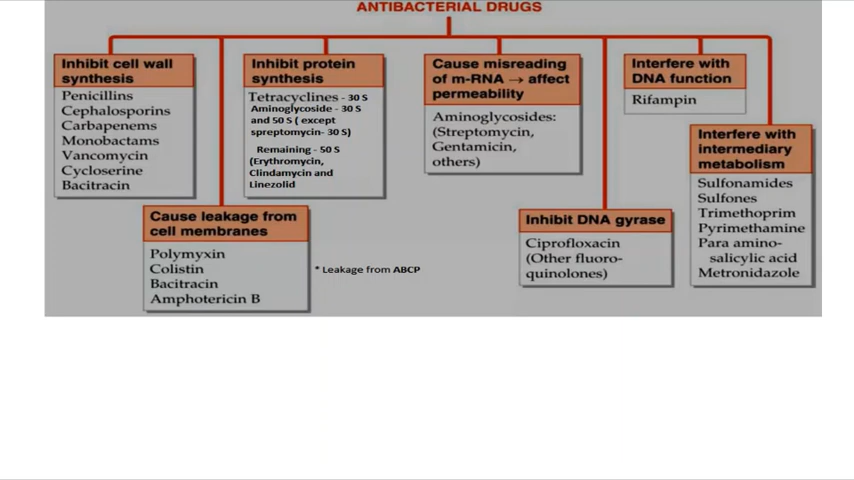 ANTIBACTERIAL DRUGS
Inhibit cell wall
synthesis
Penicillins
Cephalosporins
Carbapenems
Monobactams
Vancomycin
Cycloserine
Bacitracin
Inhibit protein
synthesis
Tetracyclines - 30 S
Aminoglycoside - 30 S
and 50 S ( except
spreptomycin- 30 S)
Remaining - 50 S
(Erythromycin,
Clindamycin and
Linezolid
Cause misreading
of m-RNA → affect
permeability
Aminoglycosides:
(Streptomycin,
Gentamicin,
others)
Interfere with
DNA function
Rifampin
Interfere with
intermediary
metabolism
Sulfonamides
Sulfones
Trimethoprim
Pyrimethamine
Para amino-
salicylic acid
Metronidazole
Cause leakage from
cell membranes
Polymyxin
Colistin
Bacitracin
Amphotericin B
* Leakage from ABCP
Inhibit DNA gyrase
Ciprofloxacin
(Other fluoro-
quinolones)